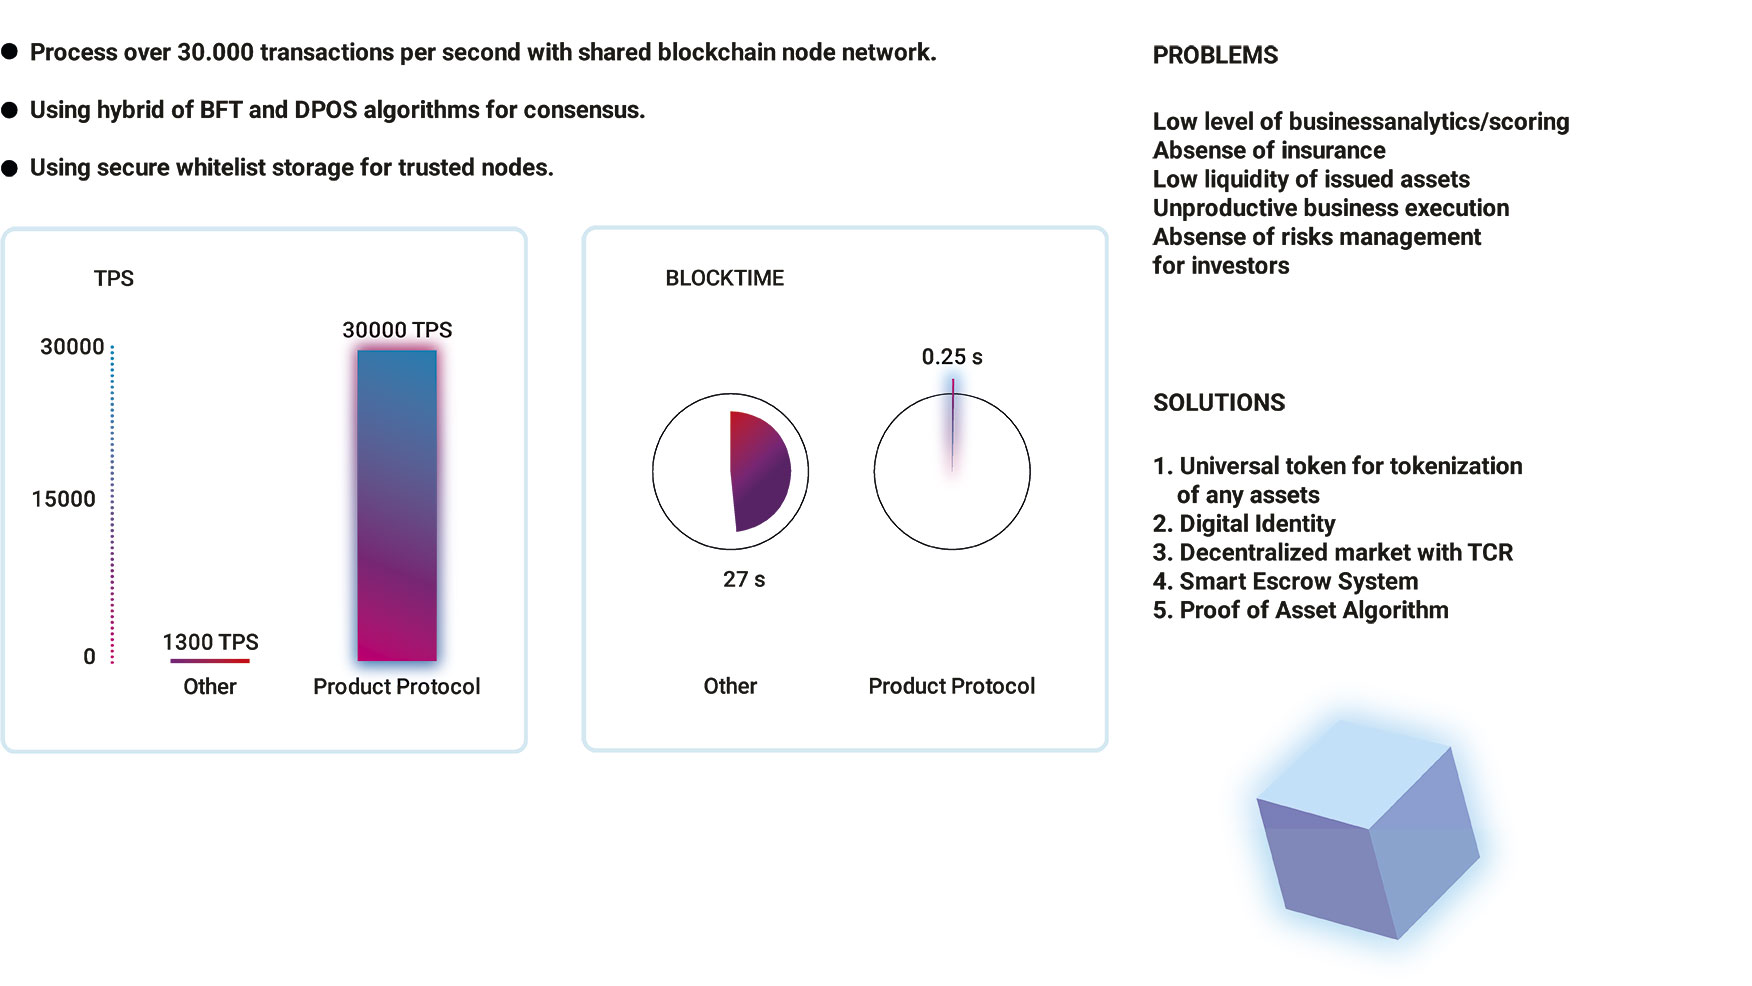 ● Process over 30.000 transactions per second with shared blockchain node network.
● Using hybrid of BFT and DPOS algorithms for consensus.
● Using secure whitelist storage for trusted nodes.
TPS
30000
15000
0
1300 TPS
Other
30000 TPS
Product Protocol
BLOCKTIME
27 s
Other
0.25 s
Product Protocol
PROBLEMS
Low level of businessanalytics/scoring
Absense of insurance
Low liquidity of issued assets
Unproductive business execution
Absense of risks management
for investors
SOLUTIONS
1. Universal token for tokenization
of any assets
2. Digital Identity
3. Decentralized market with TCR
4. Smart Escrow System
5. Proof of Asset Algorithm